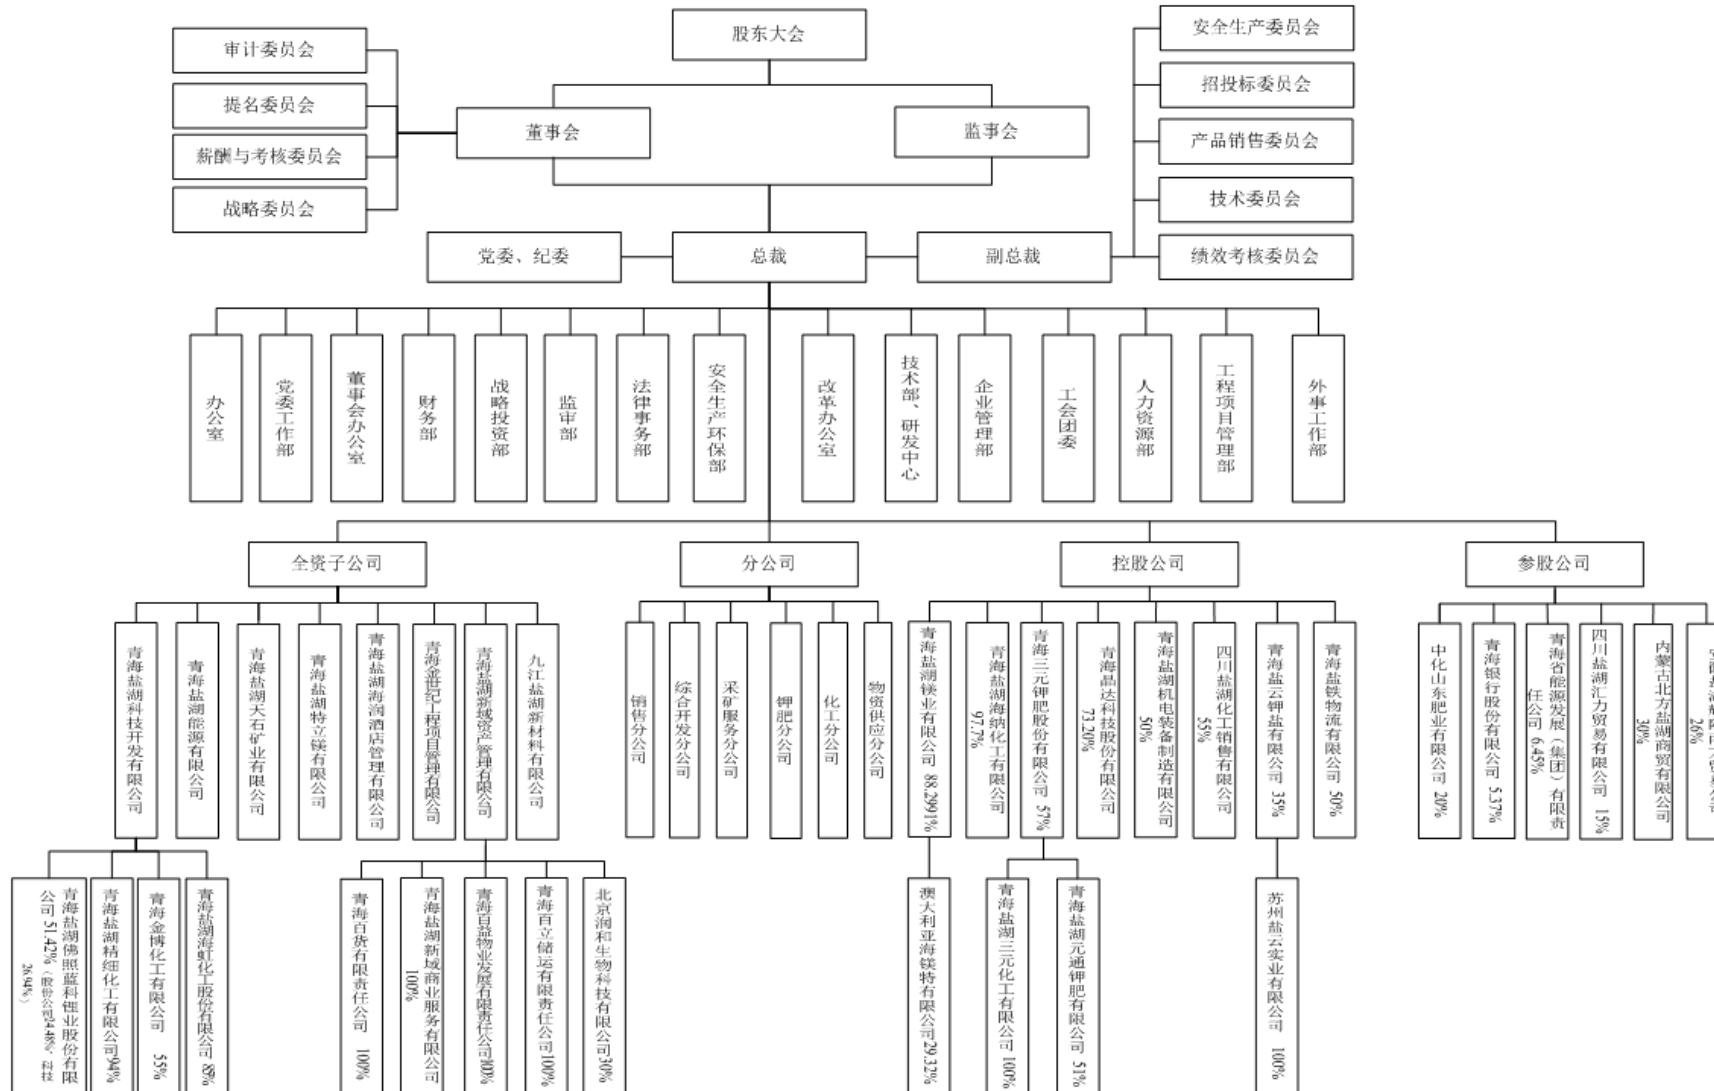 股东大会
审计委员会
提名委员会
薪酬与考核委员会
战略委员会
董事会
监事会
安全生产委员会
招投标委员会
产品销售委员会
技术委员会
绩效考核委员会
党委、纪委
总裁
副总裁
办公室
党委工作部
董事会办公室
财务部
战略投资部
监审部
法律事务部
安全生产环保部
改革办公室
技术部、研发中心
企业管理部
工会团委
人力资源部
工程项目管理部
外事工作部
全资子公司
分公司
控股公司
参股公司
青海盐湖科技开发有限公司
青海盐湖能源有限公司
青海盐湖天石矿业有限公司
青海盐湖特立镁有限公司
青海盐湖海润酒店管理有限公司
青海金世纪工程项目管理有限公司
青海盐湖新域资产管理有限公司
九江盐湖新材料有限公司
销售分公司
综合开发分公司
采矿服务分公司
钾肥分公司
化工分公司
物资供应分公司
青海盐湖镁业有限公司 88.2991%
青海盐湖海纳化工有限公司
97.7%
青海三元钾肥股份有限公司 57%
青海晶达科技股份有限公司
73.20%
青海盐湖机电装备制造有限公司
50%
四川盐湖化工销售有限公司
55%
青海盐云钾盐有限公司 35%
青海盐铁物流有限公司 50%
中化山东肥业有限公司 20%
青海银行股份有限公司 5.37%
青海省能源发展（集团）有限责
任公司 6.45%
四川盐湖汇力贸易有限公司 15%
内蒙古北方盐湖商贸有限公司
30%
26%
青海盐湖佛照蓝科锂业股份有限
公司 51.42%（股份公司24.48%，科技
26.94%）
青海盐湖精细化工有限公司94%
青海金博化工有限公司 55%
青海盐湖海虹化工股份有限公司 89%
青海百货有限责任公司 100%
青海盐湖新域商业服务有限公司
100%
青海百益物业发展有限责任公司100%
青海百立储运有限责任公司100%
北京润和生物科技有限公司30%
澳大利亚海镁特有限公司29.32%
青海盐湖三元化工有限公司 100%
青海盐湖元通钾肥有限公司 51%
苏州盐云实业有限公司 100%